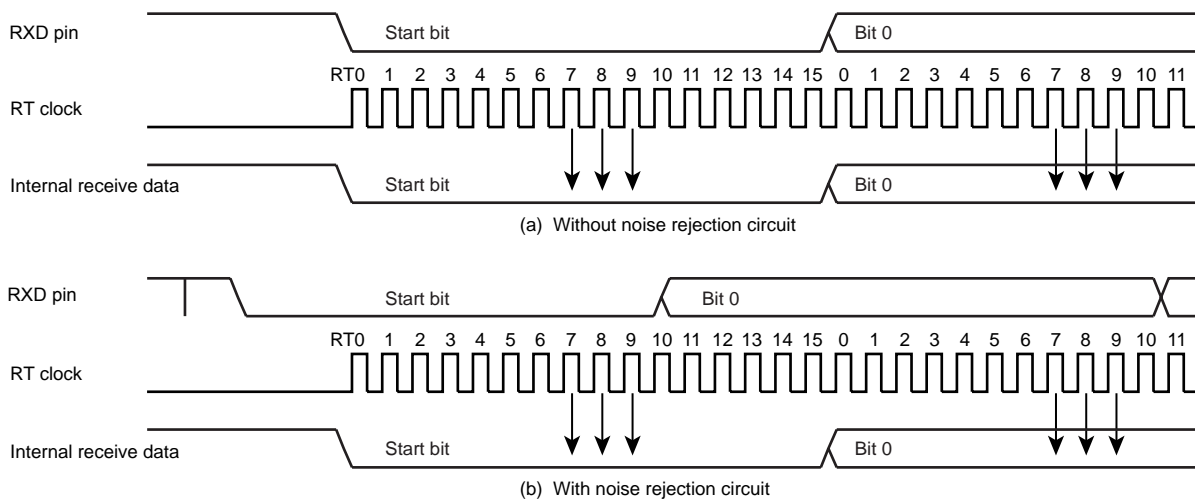 RXD pin Start bit Bit 0
RT0 1 2 3 4 5 6 7 8 9 10 11 12 13 14 15 0 1 2 3 4 5 6 7 8 9 10 11
RT clock
Internal receive data Start bit Bit 0
(a) Without noise rejection circuit
RXD pin Start bit Bit 0
RT0 1 2 3 4 5 6 7 8 9 10 11 12 13 14 15 0 1 2 3 4 5 6 7 8 9 10 11
RT clock
Internal receive data Start bit Bit 0
(b) With noise rejection circuit